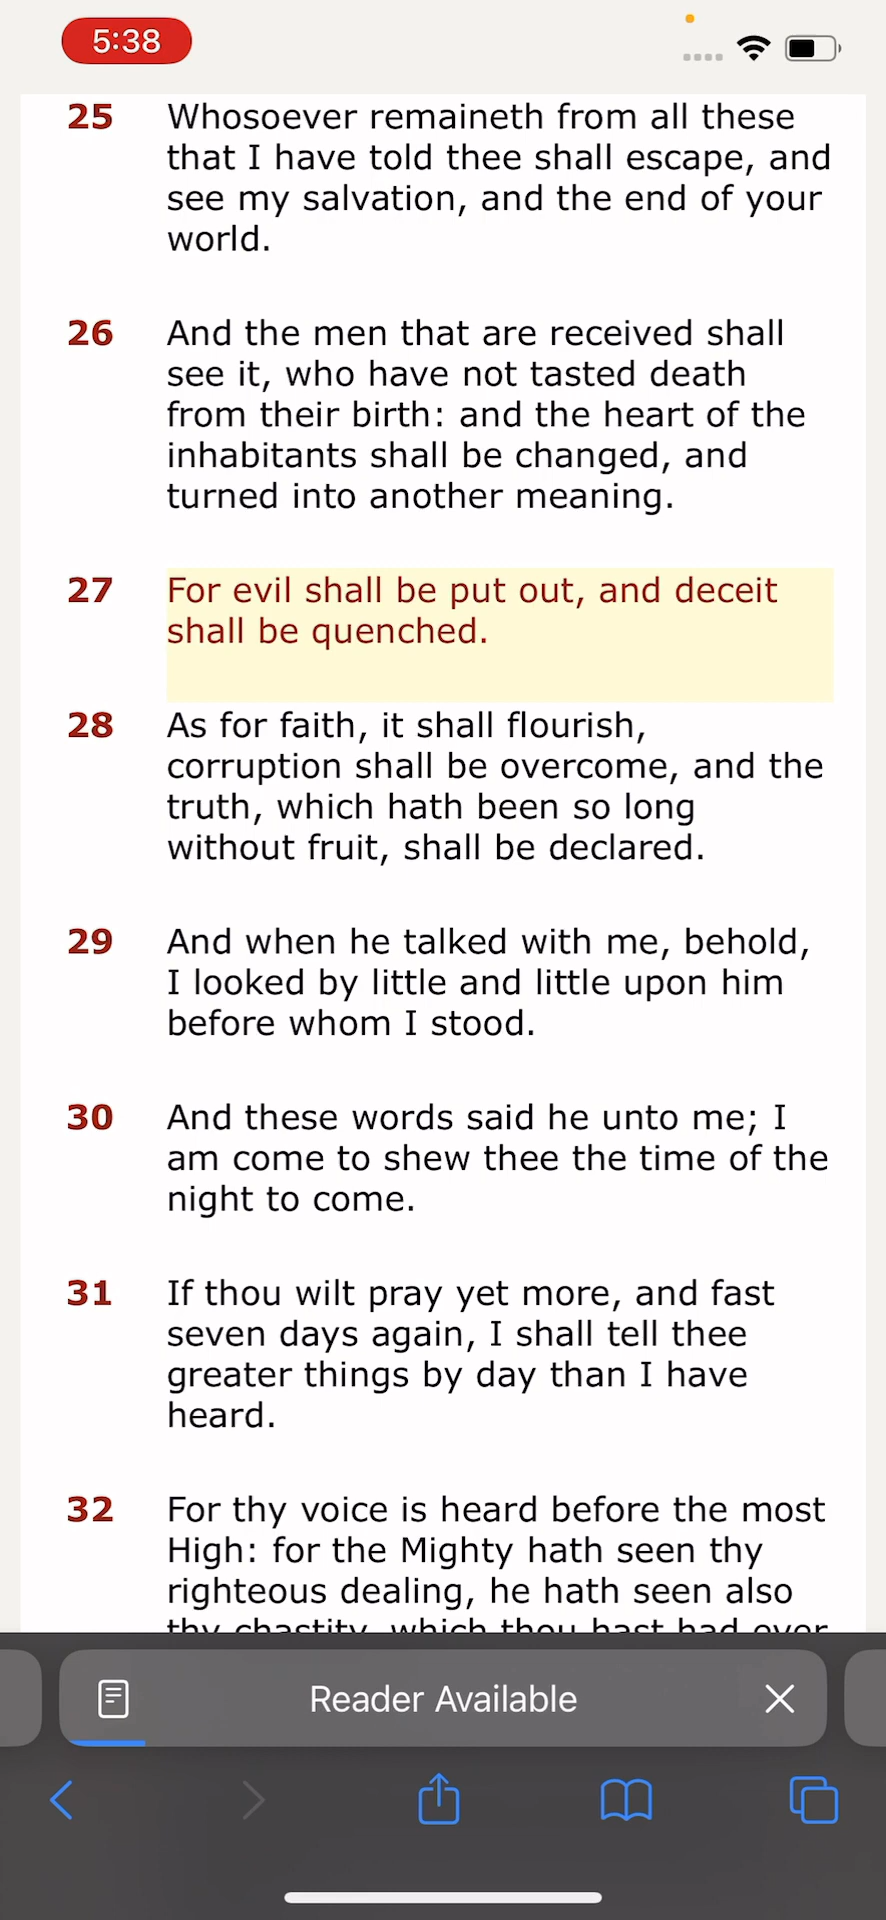 5:38
25 Whosoever remaineth from all these
that I have told thee shall escape, and
see my salvation, and the end of your
world.
26 And the men that are received shall
see it, who have not tasted death
from their birth: and the heart of the
inhabitants shall be changed, and
turned into another meaning.
27 For evil shall be put out, and deceit
shall be quenched.
28 As for faith, it shall flourish,
corruption shall be overcome, and the
truth, which hath been so long
without fruit, shall be declared.
29 And when he talked with me, behold,
I looked by little and little upon him
before whom I stood.
30 And these words said he unto me; I
am come to shew thee the time of the
night to come.
31 If thou wilt pray yet more, and fast
seven days again, I shall tell thee
greater things by day than I have
heard.
32 For thy voice is heard before the most
High: for the Mighty hath seen thy
righteous dealing, he hath seen also
thy chastity, which thou hast had ever
Reader Available